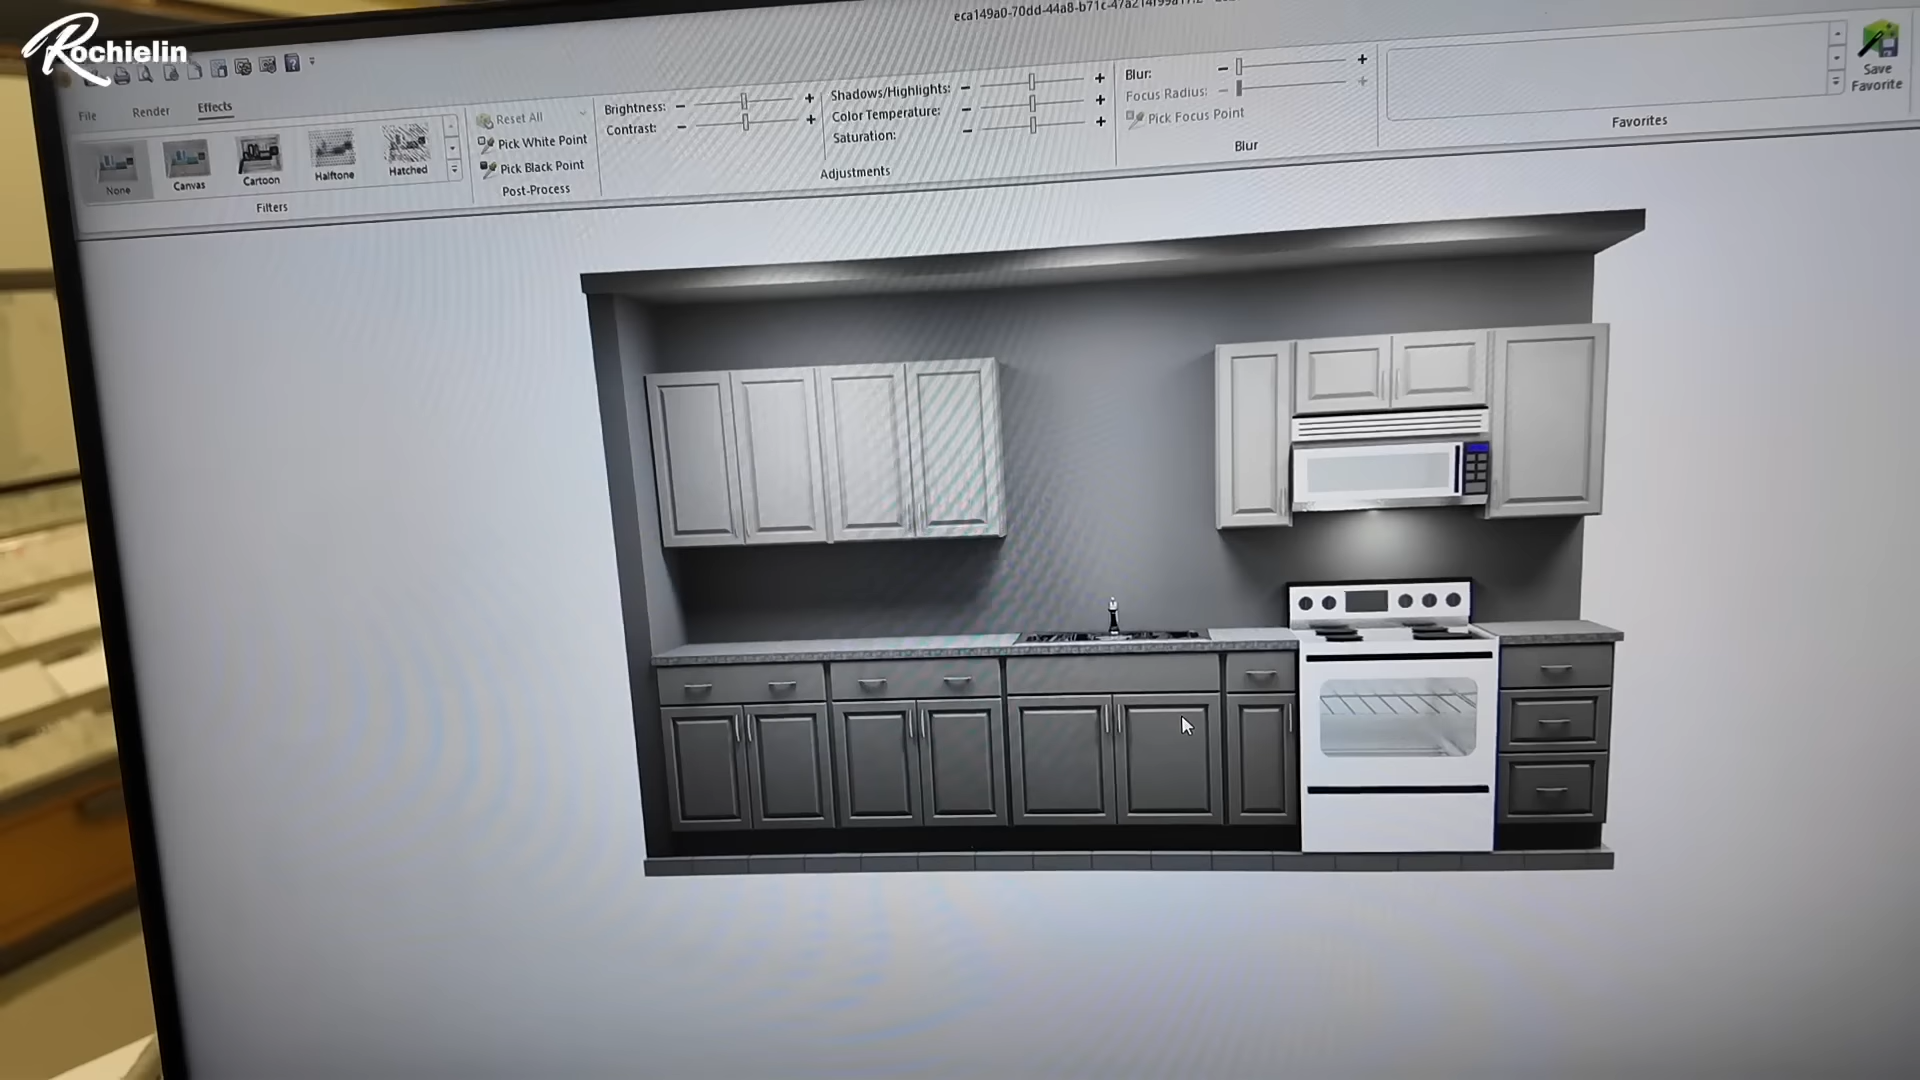 Rochielin
File
Render
Effects
None
Canvas
Cartoon
Halftone
Hatched
Filters
Reset All
Pick White Point
Pick Black Point
Post-Process
Brightness:
Contrast:
Shadows/Highlights:
Color Temperature:
Saturation:
Adjustments
Blur:
Focus Radius:
Pick Focus Point
Blur
Favorites
Save
Favorite